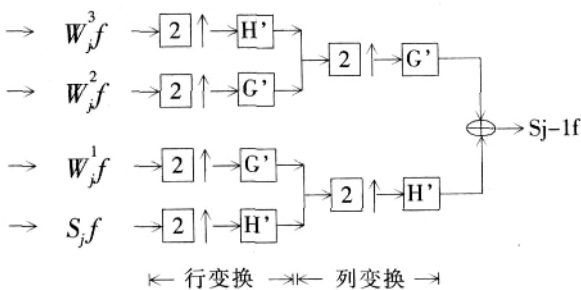 → W_j^3 f → 2 ↑ → H'
→ 2 ↑ → G'
→ W_j^2 f → 2 ↑ → G'
⊕ → Sj-1f
→ W_j^1 f → 2 ↑ → G'
→ 2 ↑ → H'
→ S_j f → 2 ↑ → H'
|← 行变换 →|← 列变换 →|